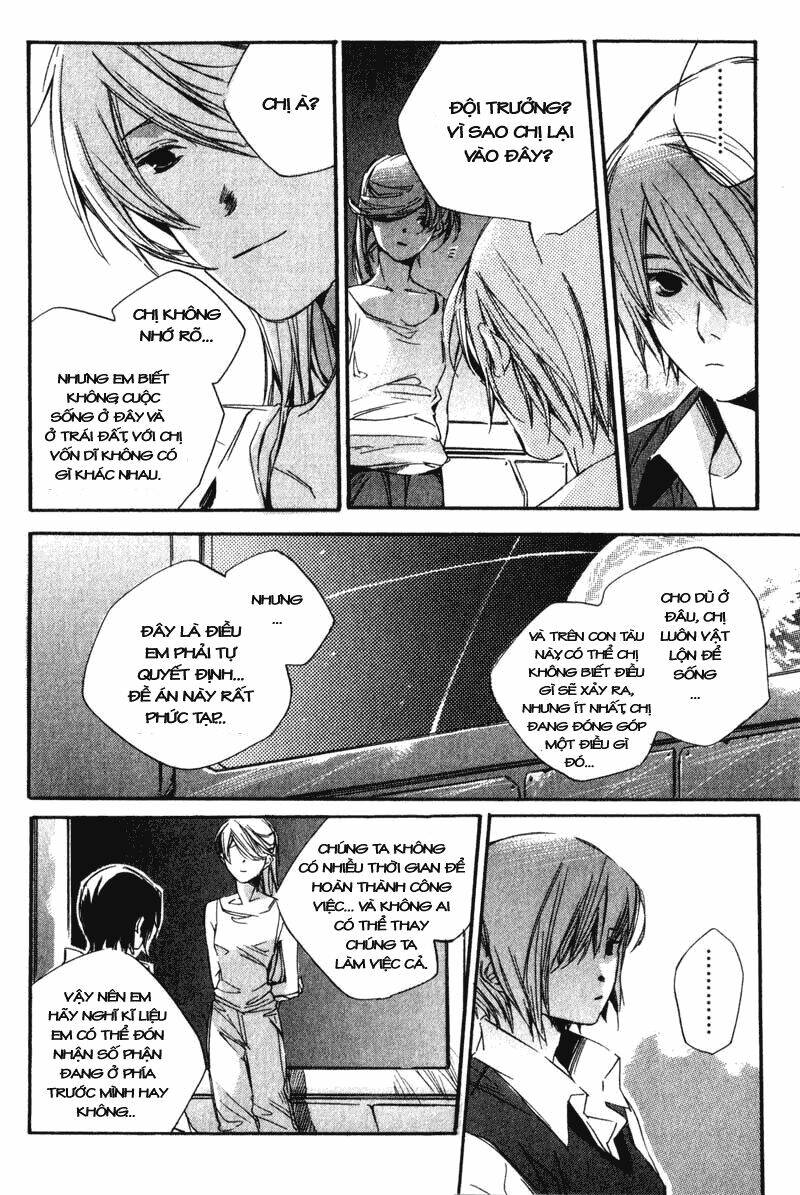 ........
ĐỘI TRƯỞNG?
VÌ SAO CHỊ LẠI
VÀO ĐÂY?
CHỊ À?
CHỊ KHÔNG
NHỚ RÕ...
NHƯNG EM BIẾT
KHÔNG, CUỘC
SỐNG Ở ĐÂY VÀ
Ở TRÁI ĐẤT, VỚI CHỊ
VỐN DĨ KHÔNG CÓ
GÌ KHÁC NHAU.
CHO DÙ Ở
ĐÂU, CHỊ
LUÔN VẬT
LỘN ĐỂ
SỐNG
...
VÀ TRÊN CON TÀU
NÀY, CÓ THỂ CHỊ
KHÔNG BIẾT ĐIỀU
GÌ SẼ XẢY RA,
NHƯNG ÍT NHẤT, CHỊ
ĐANG ĐÓNG GÓP
MỘT ĐIỀU GÌ
ĐÓ...
NHƯNG
...
ĐÂY LÀ ĐIỀU
EM PHẢI TỰ
QUYẾT ĐỊNH...
ĐỀ ÁN NÀY RẤT
PHỨC TẠP..
........
CHÚNG TA KHÔNG
CÓ NHIỀU THỜI GIAN ĐỂ
HOÀN THÀNH CÔNG
VIỆC... VÀ KHÔNG AI
CÓ THỂ THAY
CHÚNG TA
LÀM VIỆC CẢ.
VẬY NÊN EM
HÃY NGHĨ KĨ LIỆU
EM CÓ THỂ ĐÓN
NHẬN SỐ PHẬN
ĐANG Ở PHÍA
TRƯỚC MÌNH HAY
KHÔNG...